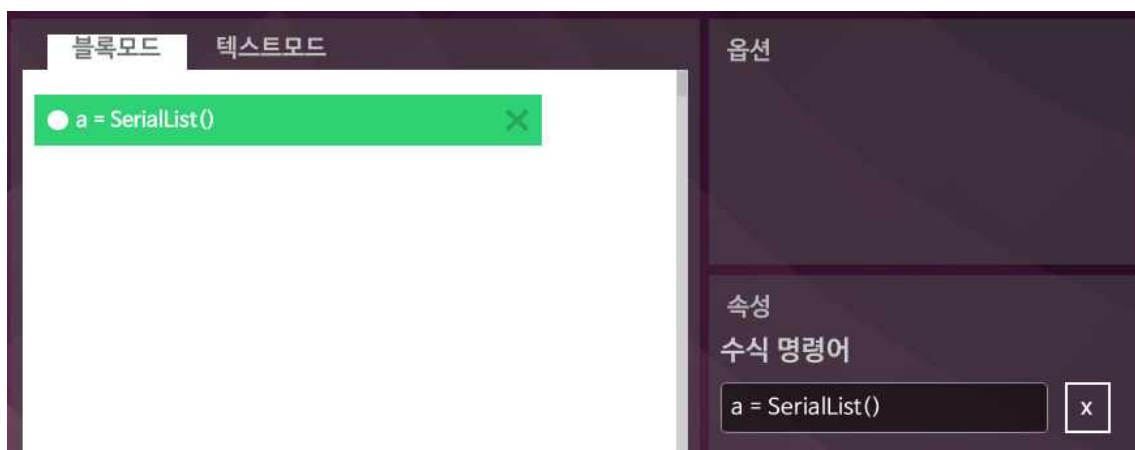 블록모드 텍스트모드
a = SerialList()
옵션
속성
수식 명령어
a = SerialList() x